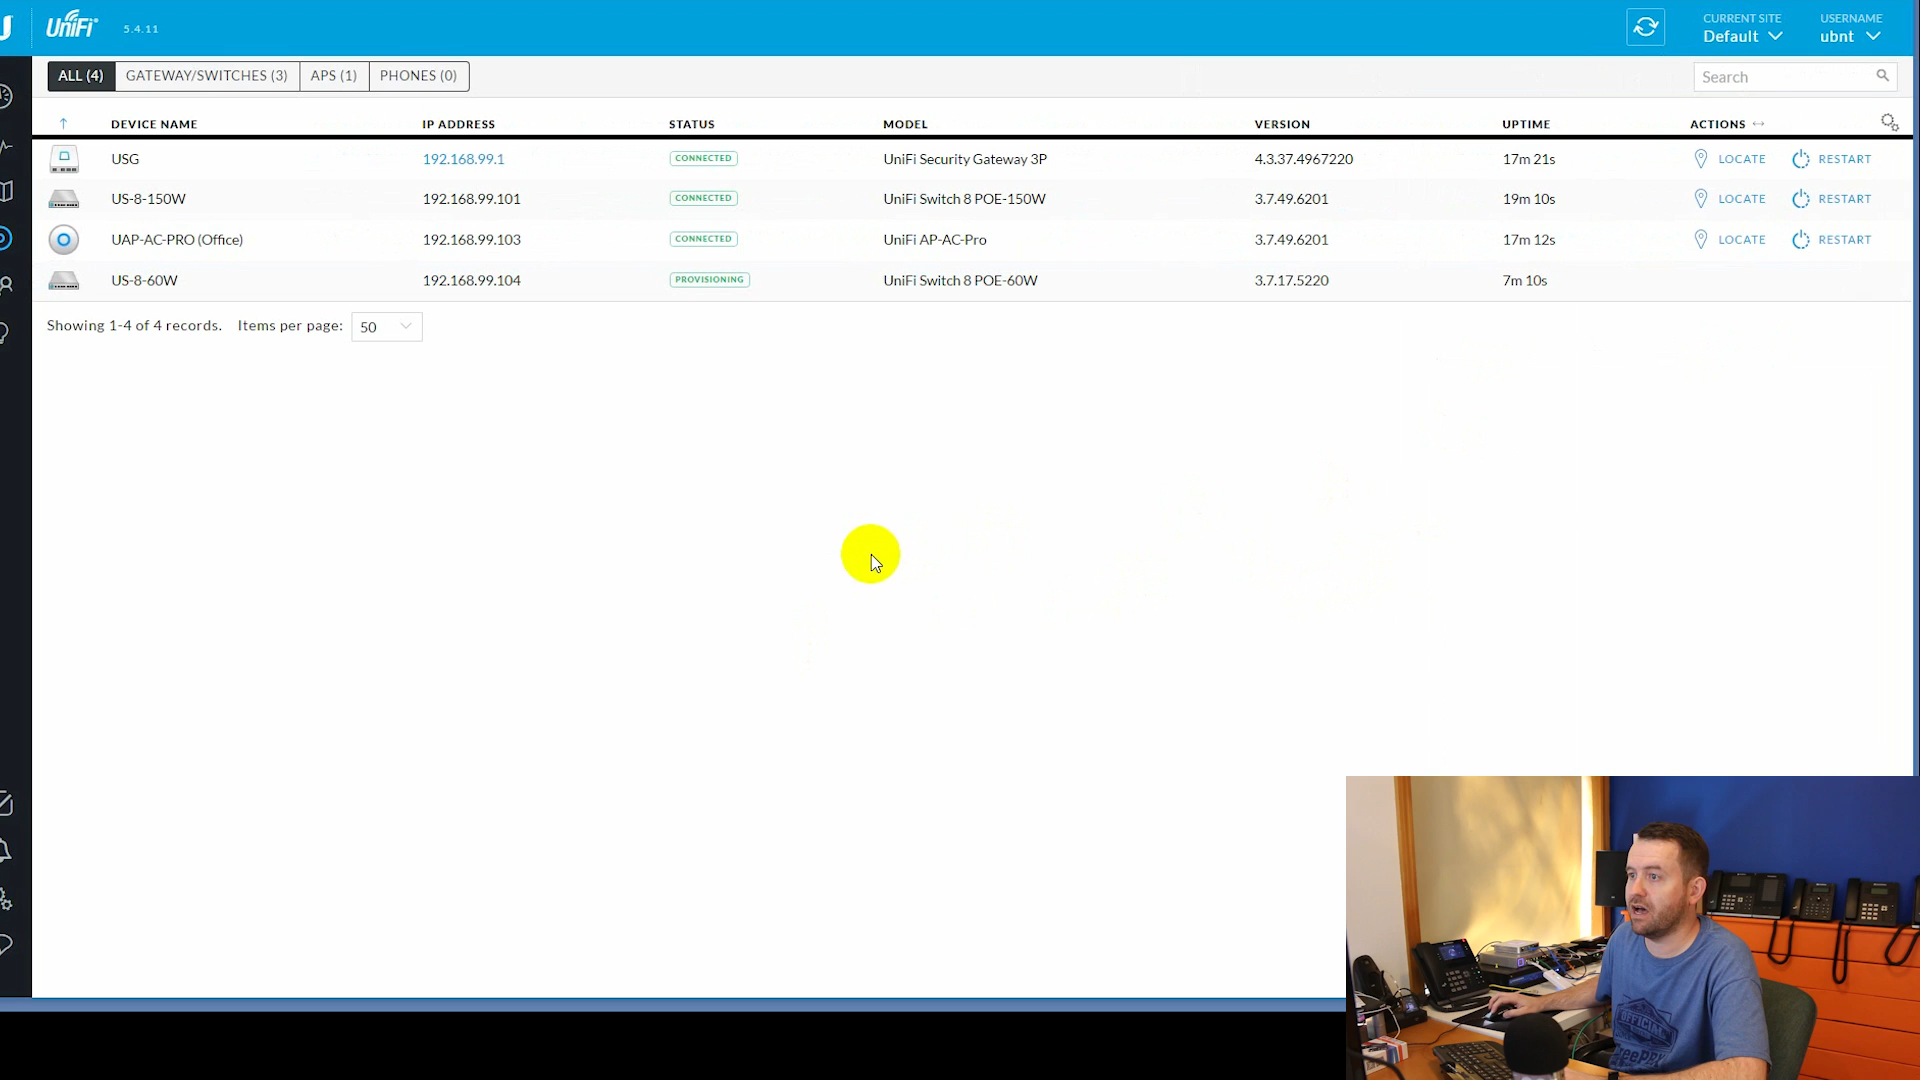 UniFi 5.4.11
CURRENT SITE
Default
USERNAME
ubnt
ALL (4) GATEWAY/SWITCHES (3) APS (1) PHONES (0)
Search
DEVICE NAME IP ADDRESS STATUS MODEL VERSION UPTIME ACTIONS
USG 192.168.99.1 CONNECTED UniFi Security Gateway 3P 4.3.37.4967220 17m 21s LOCATE RESTART
US-8-150W 192.168.99.101 CONNECTED UniFi Switch 8 POE-150W 3.7.49.6201 19m 10s LOCATE RESTART
UAP-AC-PRO (Office) 192.168.99.103 CONNECTED UniFi AP-AC-Pro 3.7.49.6201 17m 12s LOCATE RESTART
US-8-60W 192.168.99.104 PROVISIONING UniFi Switch 8 POE-60W 3.7.17.5220 7m 10s
Showing 1-4 of 4 records. Items per page: 50
OFFICIAL